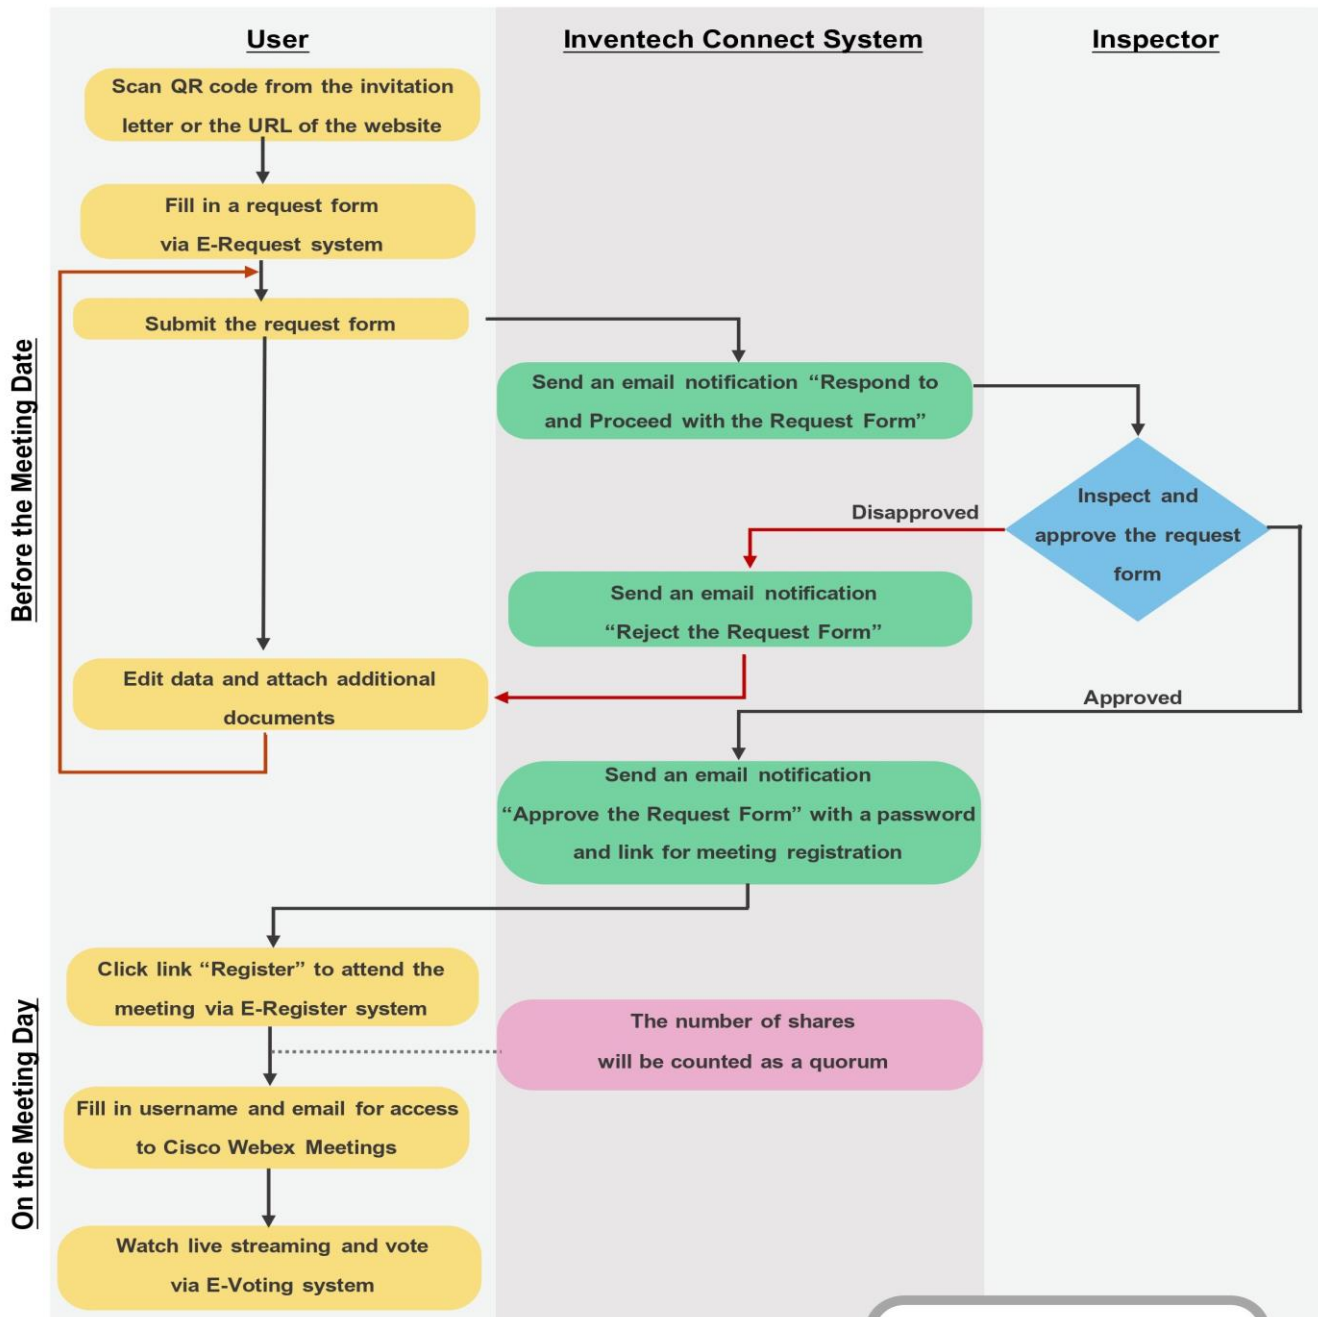 User
Inventech Connect System
Inspector
Before the Meeting Date
Scan QR code from the invitation
letter or the URL of the website
Fill in a request form
via E-Request system
Submit the request form
Send an email notification “Respond to
and Proceed with the Request Form”
Inspect and
approve the request
form
Disapproved
Send an email notification
“Reject the Request Form”
Edit data and attach additional
documents
Approved
Send an email notification
“Approve the Request Form” with a password
and link for meeting registration
On the Meeting Day
Click link “Register” to attend the
meeting via E-Register system
The number of shares
will be counted as a quorum
Fill in username and email for access
to Cisco Webex Meetings
Watch live streaming and vote
via E-Voting system